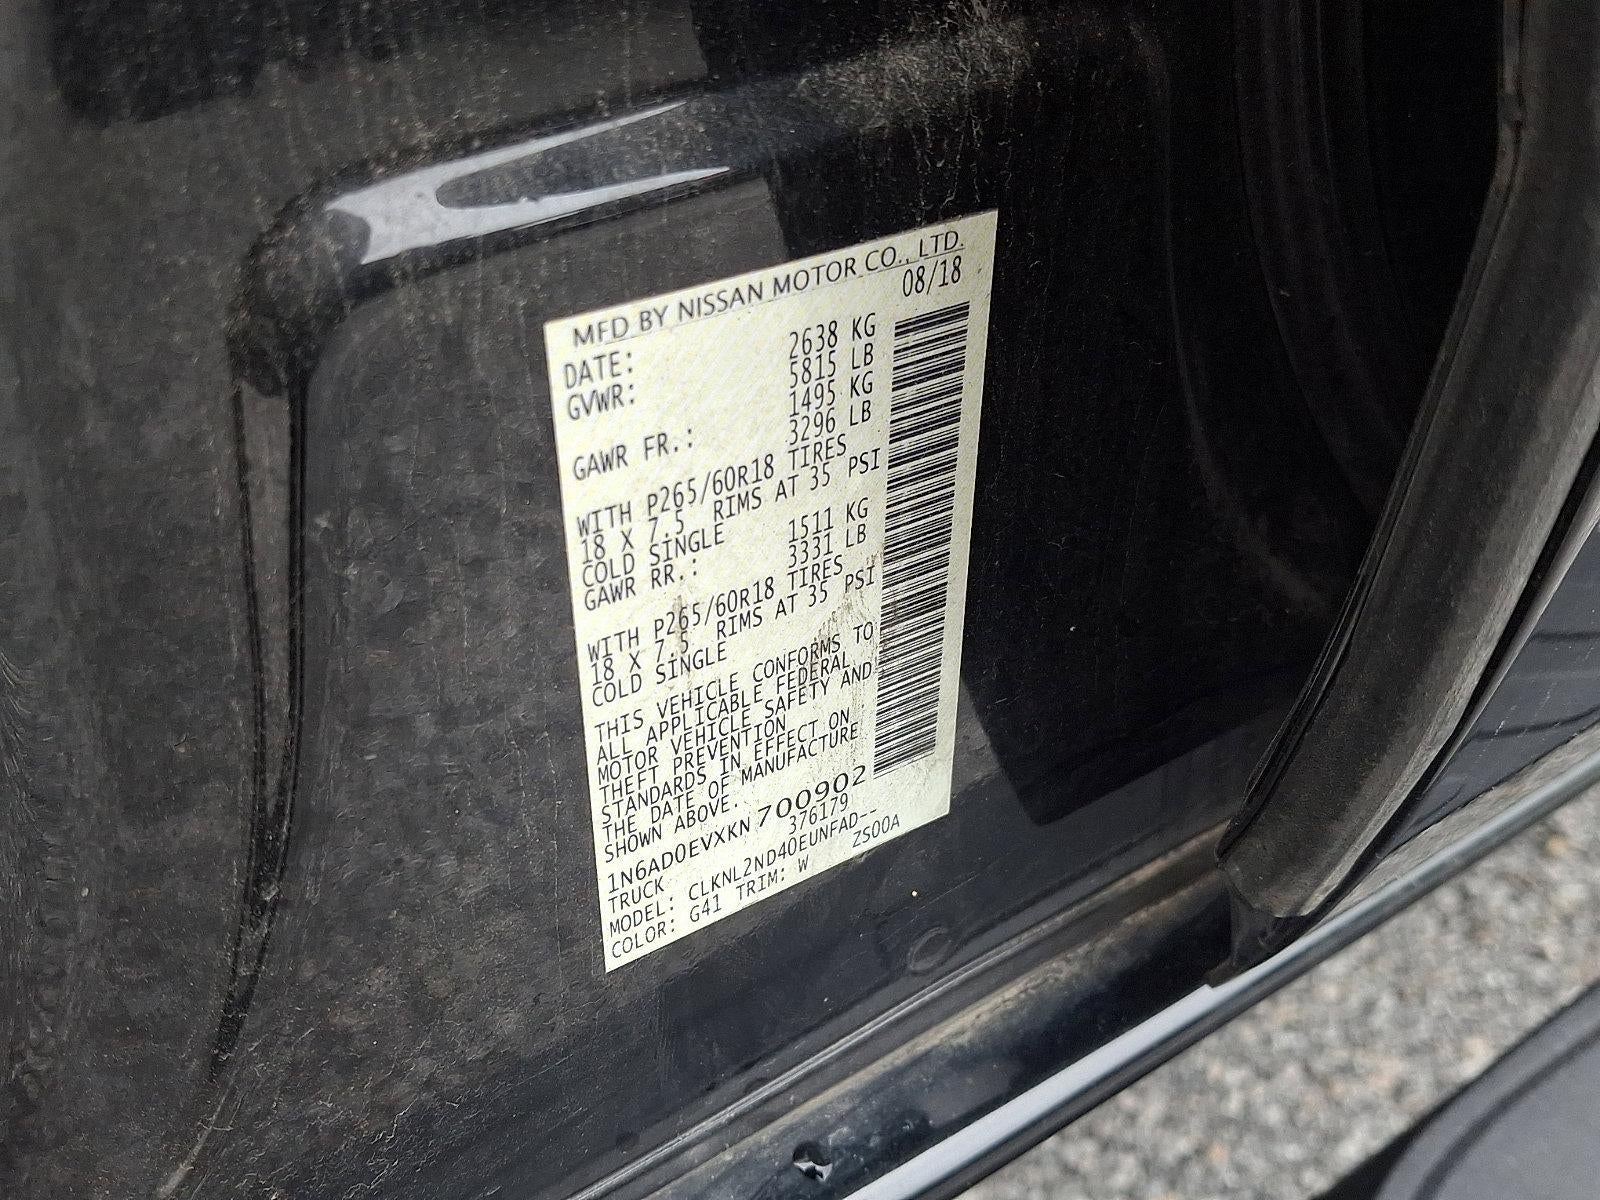 MFD BY NISSAN MOTOR CO., LTD.
DATE: 08/18
GVWR: 2638 KG
5815 LB
GAWR FR.: 1495 KG
3296 LB
WITH P265/60R18 TIRES
18 X 7.5 RIMS AT 35 PSI
COLD SINGLE
GAWR RR.: 1511 KG
3331 LB
WITH P265/60R18 TIRES
18 X 7.5 RIMS AT 35 PSI
COLD SINGLE
THIS VEHICLE CONFORMS TO
ALL APPLICABLE FEDERAL
MOTOR VEHICLE SAFETY AND
THEFT PREVENTION
STANDARDS IN EFFECT ON
THE DATE OF MANUFACTURE
SHOWN ABOVE.
1N6AD0EVXKN 700902
TRUCK 376179
MODEL: CLKNL2ND40EUNFAD---
COLOR: G41 TRIM: W ZS00A